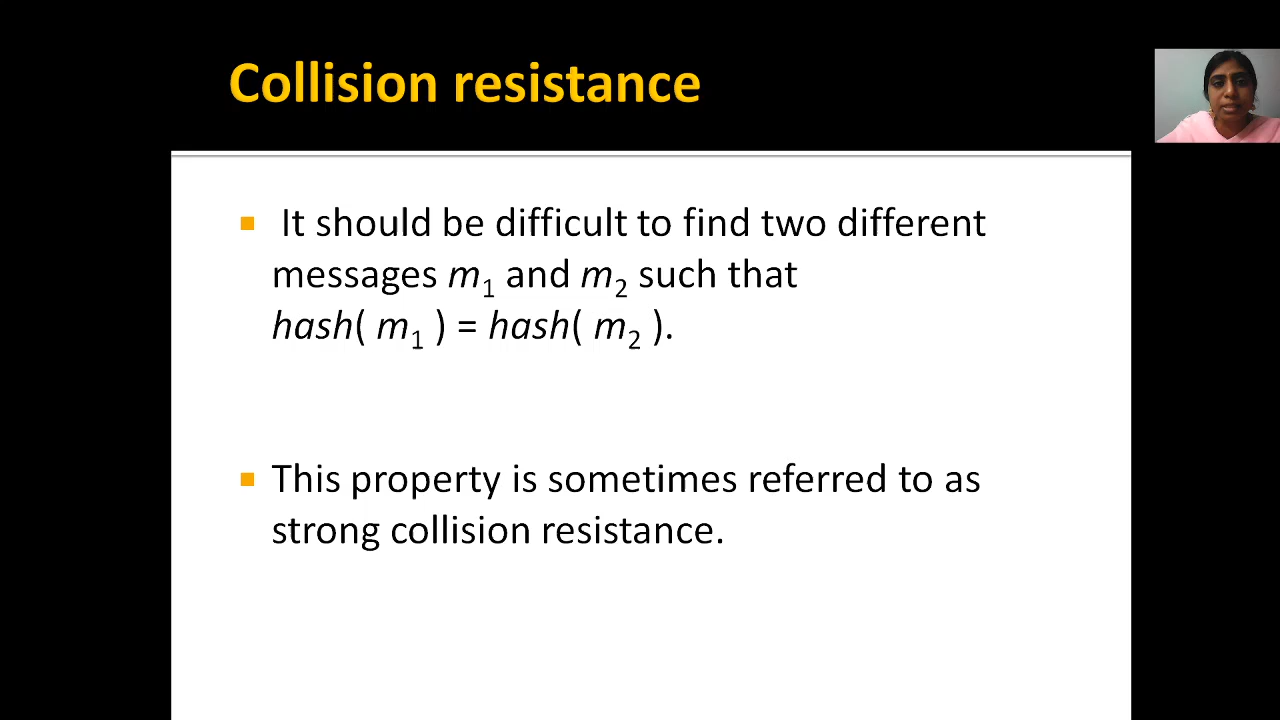 Collision resistance
It should be difficult to find two different
messages m₁ and m₂ such that
hash( m₁ ) = hash( m₂ ).
This property is sometimes referred to as
strong collision resistance.